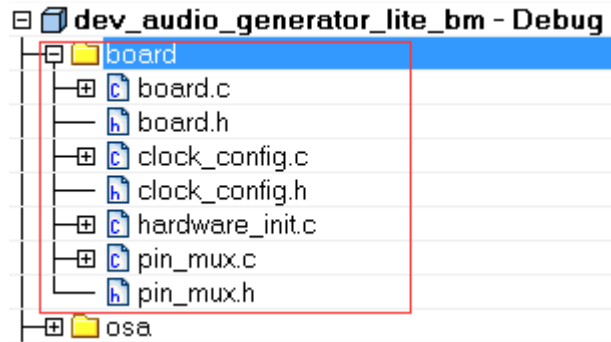 dev_audio_generator_lite_bm - Debug
board
board.c
board.h
clock_config.c
clock_config.h
hardware_init.c
pin_mux.c
pin_mux.h
osa